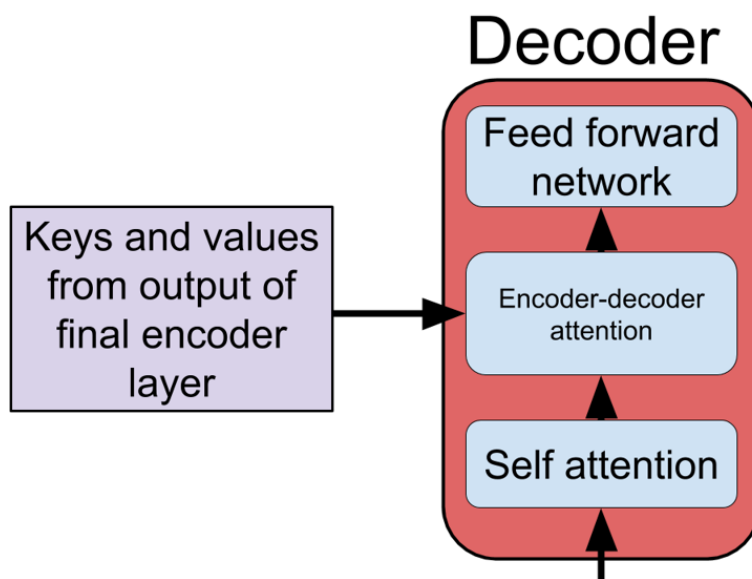 Decoder
Feed forward
network
Keys and values
from output of
final encoder
layer
Encoder-decoder
attention
Self attention